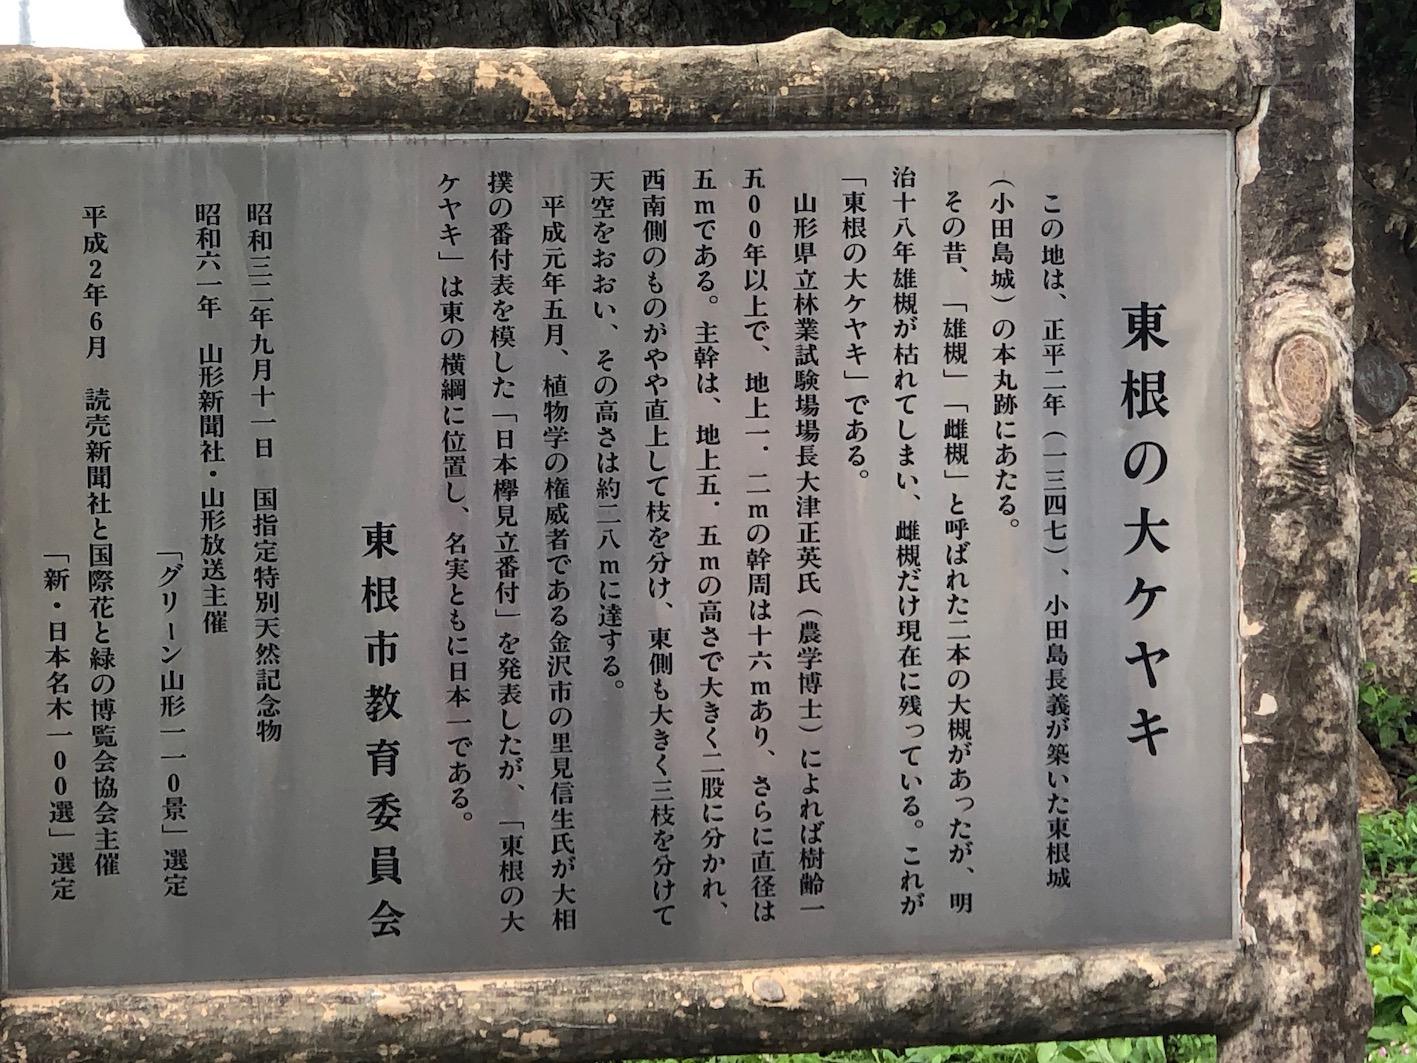 東根の大ケヤキ
この地は、正平二年（一三四七）、小田島長義が築いた東根城
（小田島城）の本丸跡にあたる。
その昔、「雄槻」「雌槻」と呼ばれた二本の大槻があったが、明
治十八年雄槻が枯れてしまい、雌槻だけ現在に残っている。これが
「東根の大ケヤキ」である。
山形県立林業試験場場長大津正英氏（農学博士）によれば樹齢一
五00年以上で、地上一．二mの幹周は十六mあり、さらに直径は
五mである。主幹は、地上五．五mの高さで大きく二股に分かれ、
西南側のものがやや直上して枝を分け、東側も大きく三枝を分けて
天空をおおい、その高さは約二八mに達する。
平成元年五月、植物学の権威者である金沢市の里見信生氏が大相
撲の番付表を模した「日本欅見立番付」を発表したが、「東根の大
ケヤキ」は東の横綱に位置し、名実ともに日本一である。
東根市教育委員会
昭和三二年九月十一日 国指定特別天然記念物
昭和六一年 山形新聞社・山形放送主催
「グリーン山形一一0景」選定
平成2年6月 読売新聞社と国際花と緑の博覧会協会主催
「新・日本名木一00選」選定